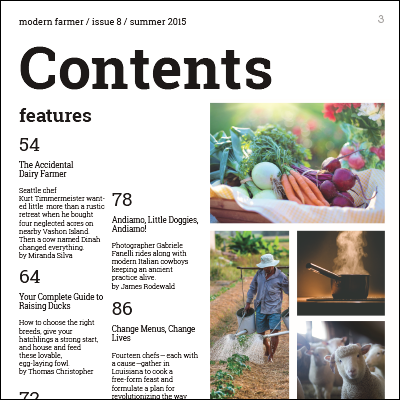 modern farmer / issue 8 / summer 2015
3
Contents
features
54
The Accidental
Dairy Farmer
Seattle chef
Kurt Timmermeister want-
ed little more than a rustic
retreat when he bought
four neglected acres on
nearby Vashon Island.
Then a cow named Dinah
changed everything.
by Miranda Silva
64
Your Complete Guide to
Raising Ducks
How to choose the right
breeds, give your
hatchlings a strong start,
and house and feed
these lovable,
egg-laying fowl
by Thomas Christopher
72
78
Andiamo, Little Doggies,
Andiamo!
Photographer Gabriele
Fanelli rides along with
modern Italian cowboys
keeping an ancient
practice alive.
by James Rodewald
86
Change Menus, Change
Lives
Fourteen chefs—each with
a cause—gather in
Louisiana to cook a
free-form feast and
formulate a plan for
revolutionizing the way